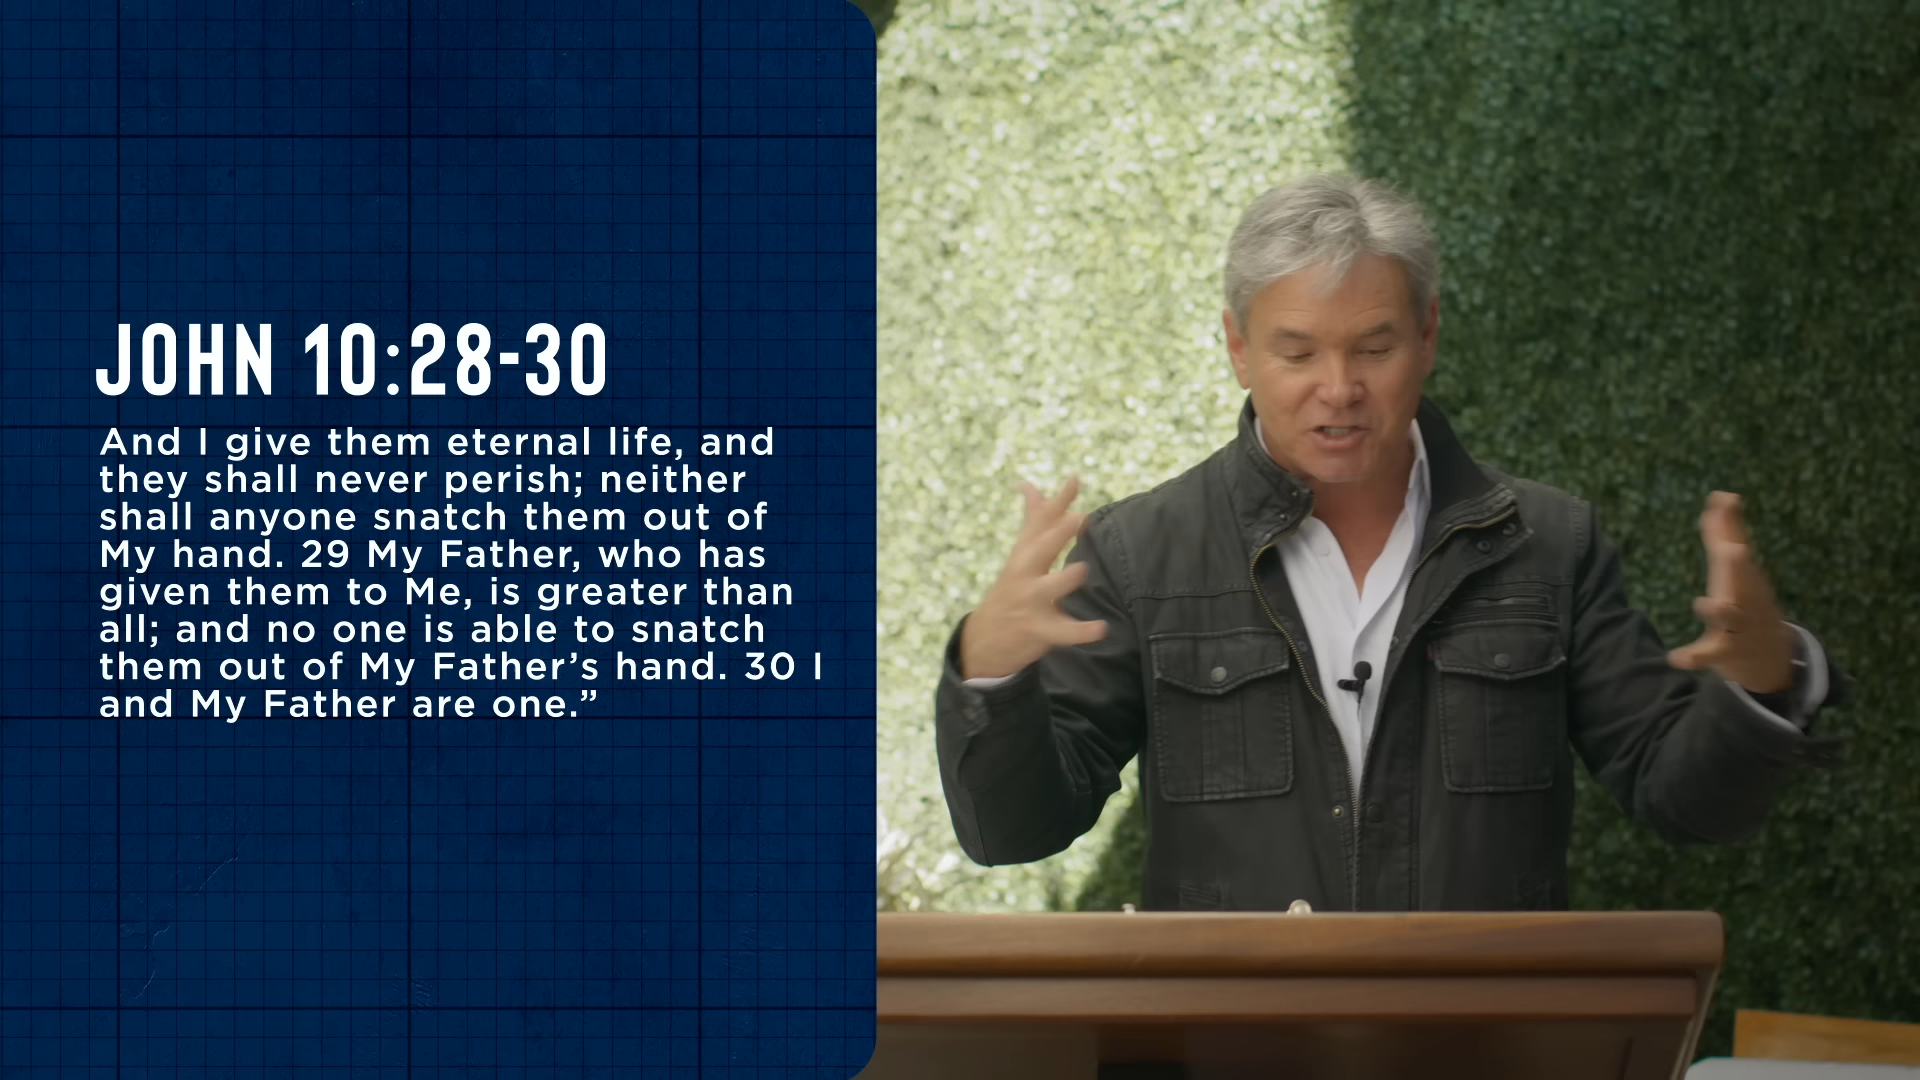 JOHN 10:28-30
And I give them eternal life, and
they shall never perish; neither
shall anyone snatch them out of
My hand. 29 My Father, who has
given them to Me, is greater than
all; and no one is able to snatch
them out of My Father’s hand. 30 I
and My Father are one.”